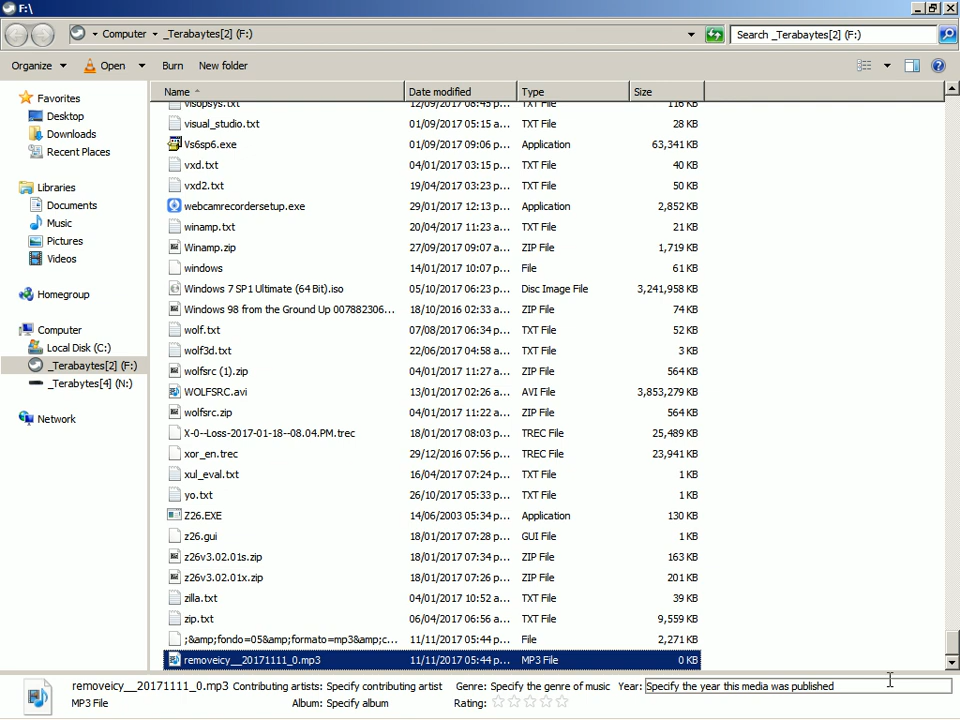 F:\
Computer _Terabaytes[2] (F:) Search _Terabaytes[2] (F:)
Organize Open Burn New folder
Name Date modified Type Size
visopsys.txt 12/09/2017 08:45 p... TXT File 116 KB
visual_studio.txt 01/09/2017 05:15 a... TXT File 28 KB
Vs6sp6.exe 01/09/2017 09:06 p... Application 63,341 KB
vxd.txt 04/01/2017 03:15 p... TXT File 40 KB
vxd2.txt 19/04/2017 03:23 p... TXT File 50 KB
webcamrecordersetup.exe 29/01/2017 12:13 p... Application 2,852 KB
winamp.txt 20/04/2017 11:23 a... TXT File 21 KB
Winamp.zip 27/09/2017 09:07 a... ZIP File 1,719 KB
windows 14/01/2017 10:07 p... File 61 KB
Windows 7 SP1 Ultimate (64 Bit).iso 05/10/2017 06:23 p... Disc Image File 3,241,958 KB
Windows 98 from the Ground Up 007882306... 18/10/2016 02:33 a... ZIP File 74 KB
wolf.txt 07/08/2017 06:34 p... TXT File 52 KB
wolf3d.txt 22/06/2017 04:58 a... TXT File 3 KB
wolfsrc (1).zip 04/01/2017 11:27 a... ZIP File 564 KB
WOLFSRC.avi 13/01/2017 02:26 a... AVI File 3,853,279 KB
wolfsrc.zip 04/01/2017 11:22 a... ZIP File 564 KB
X-0--Loss-2017-01-18--08.04.PM.trec 18/01/2017 08:03 p... TREC File 25,489 KB
xor_en.trec 29/12/2016 07:56 p... TREC File 23,941 KB
xul_eval.txt 16/04/2017 07:24 p... TXT File 1 KB
yo.txt 26/10/2017 05:33 p... TXT File 1 KB
Z26.EXE 14/06/2003 05:34 p... Application 130 KB
z26.gui 18/01/2017 07:28 p... GUI File 1 KB
z26v3.02.01s.zip 18/01/2017 07:34 p... ZIP File 163 KB
z26v3.02.01x.zip 18/01/2017 07:26 p... ZIP File 201 KB
zilla.txt 04/01/2017 10:52 a... TXT File 39 KB
zip.txt 06/04/2017 06:56 a... TXT File 9,559 KB
;&amp;fondo=05&amp;formato=mp3&amp;c... 11/11/2017 05:44 p... File 2,271 KB
removeicy__20171111_0.mp3 11/11/2017 05:44 p... MP3 File 0 KB
Favorites
Desktop
Downloads
Recent Places
Libraries
Documents
Music
Pictures
Videos
Homegroup
Computer
Local Disk (C:)
_Terabaytes[2] (F:)
_Terabytes[4] (N:)
Network
removeicy__20171111_0.mp3 Contributing artists: Specify contributing artist Genre: Specify the genre of music Year: Specify the year this media was published
MP3 File Album: Specify album Rating: